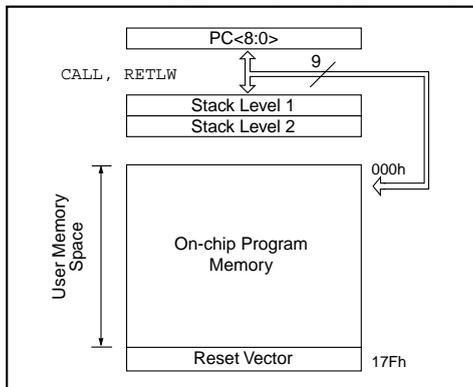 PC<8:0>
9
CALL, RETLW
Stack Level 1
Stack Level 2
000h
User Memory
Space
On-chip Program
Memory
Reset Vector
17Fh